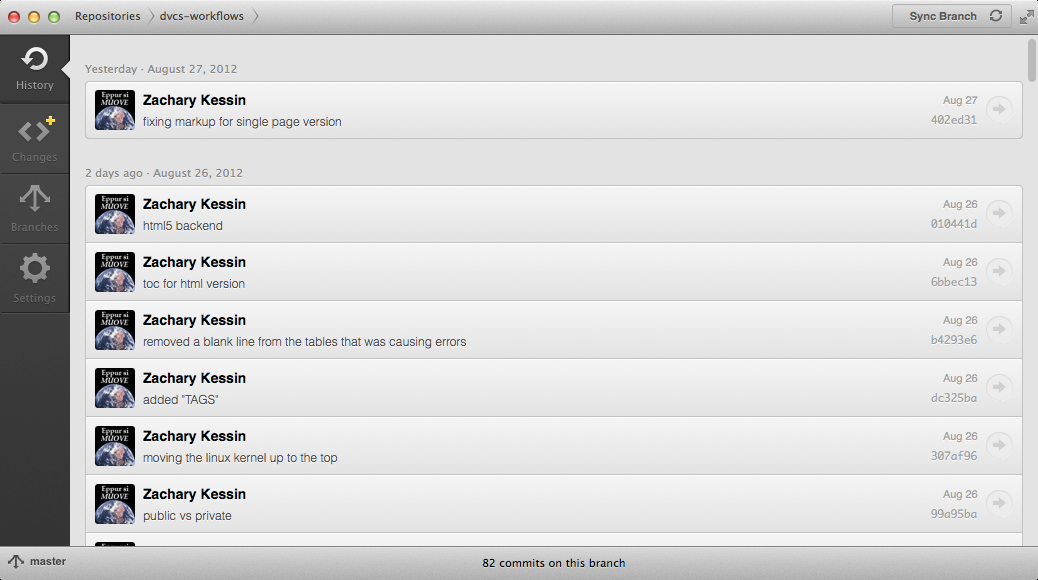 Repositories dvcs-workflows Sync Branch
History
Changes
Branches
Settings
Yesterday - August 27, 2012
Eppur si
MUOVE
Zachary Kessin
fixing markup for single page version
Aug 27
402ed31
2 days ago - August 26, 2012
Eppur si
MUOVE
Zachary Kessin
html5 backend
Aug 26
010441d
Eppur si
MUOVE
Zachary Kessin
toc for html version
Aug 26
6bbec13
Eppur si
MUOVE
Zachary Kessin
removed a blank line from the tables that was causing errors
Aug 26
b4293e6
Eppur si
MUOVE
Zachary Kessin
added "TAGS"
Aug 26
dc325ba
Eppur si
MUOVE
Zachary Kessin
moving the linux kernel up to the top
Aug 26
307af96
Eppur si
MUOVE
Zachary Kessin
public vs private
Aug 26
99a95ba
master
82 commits on this branch